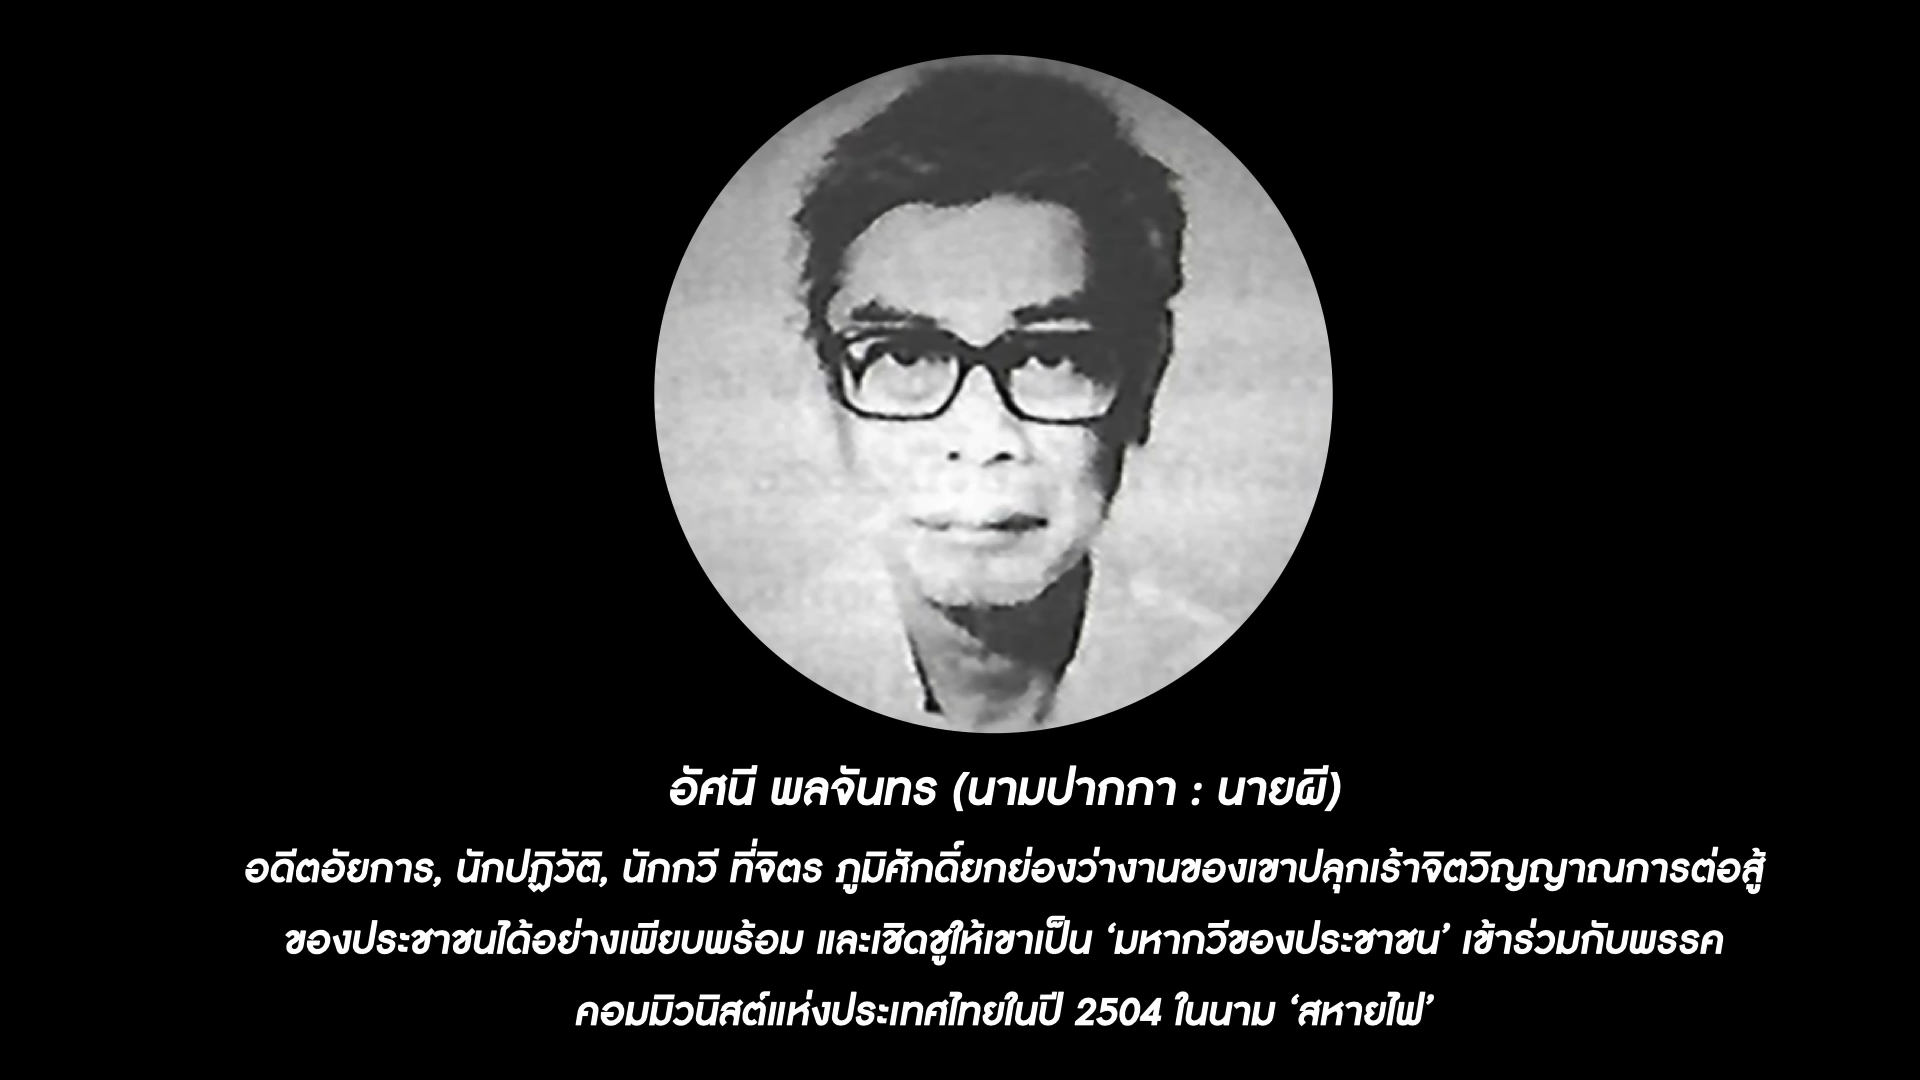 อัศนี พลจันทร (นามปากกา : นายผี)
อดีตอัยการ, นักปฏิวัติ, นักกวี ที่จิตร ภูมิศักดิ์ยกย่องว่างานของเขาปลุกเร้าจิตวิญญาณการต่อสู้
ของประชาชนได้อย่างเพียบพร้อม และเชิดชูให้เขาเป็น ‘มหากวีของประชาชน’ เข้าร่วมกับพรรค
คอมมิวนิสต์แห่งประเทศไทยในปี 2504 ในนาม ‘สหายไฟ’